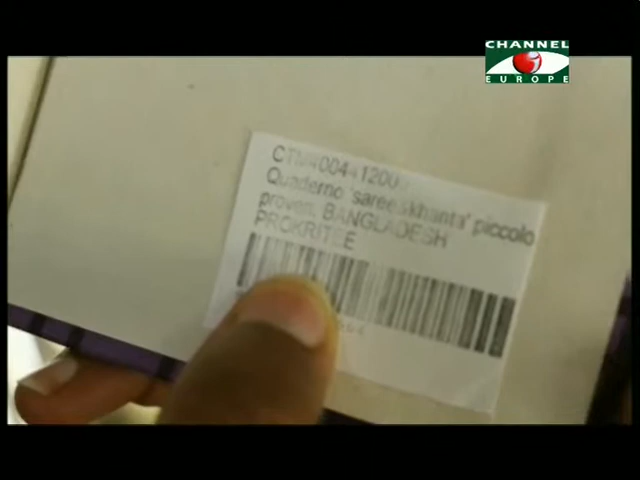 CHANNEL
i
EUROPE
Quaderno 'sareeskhanta' piccolo
proven. BANGLADESH
PROKRITEE